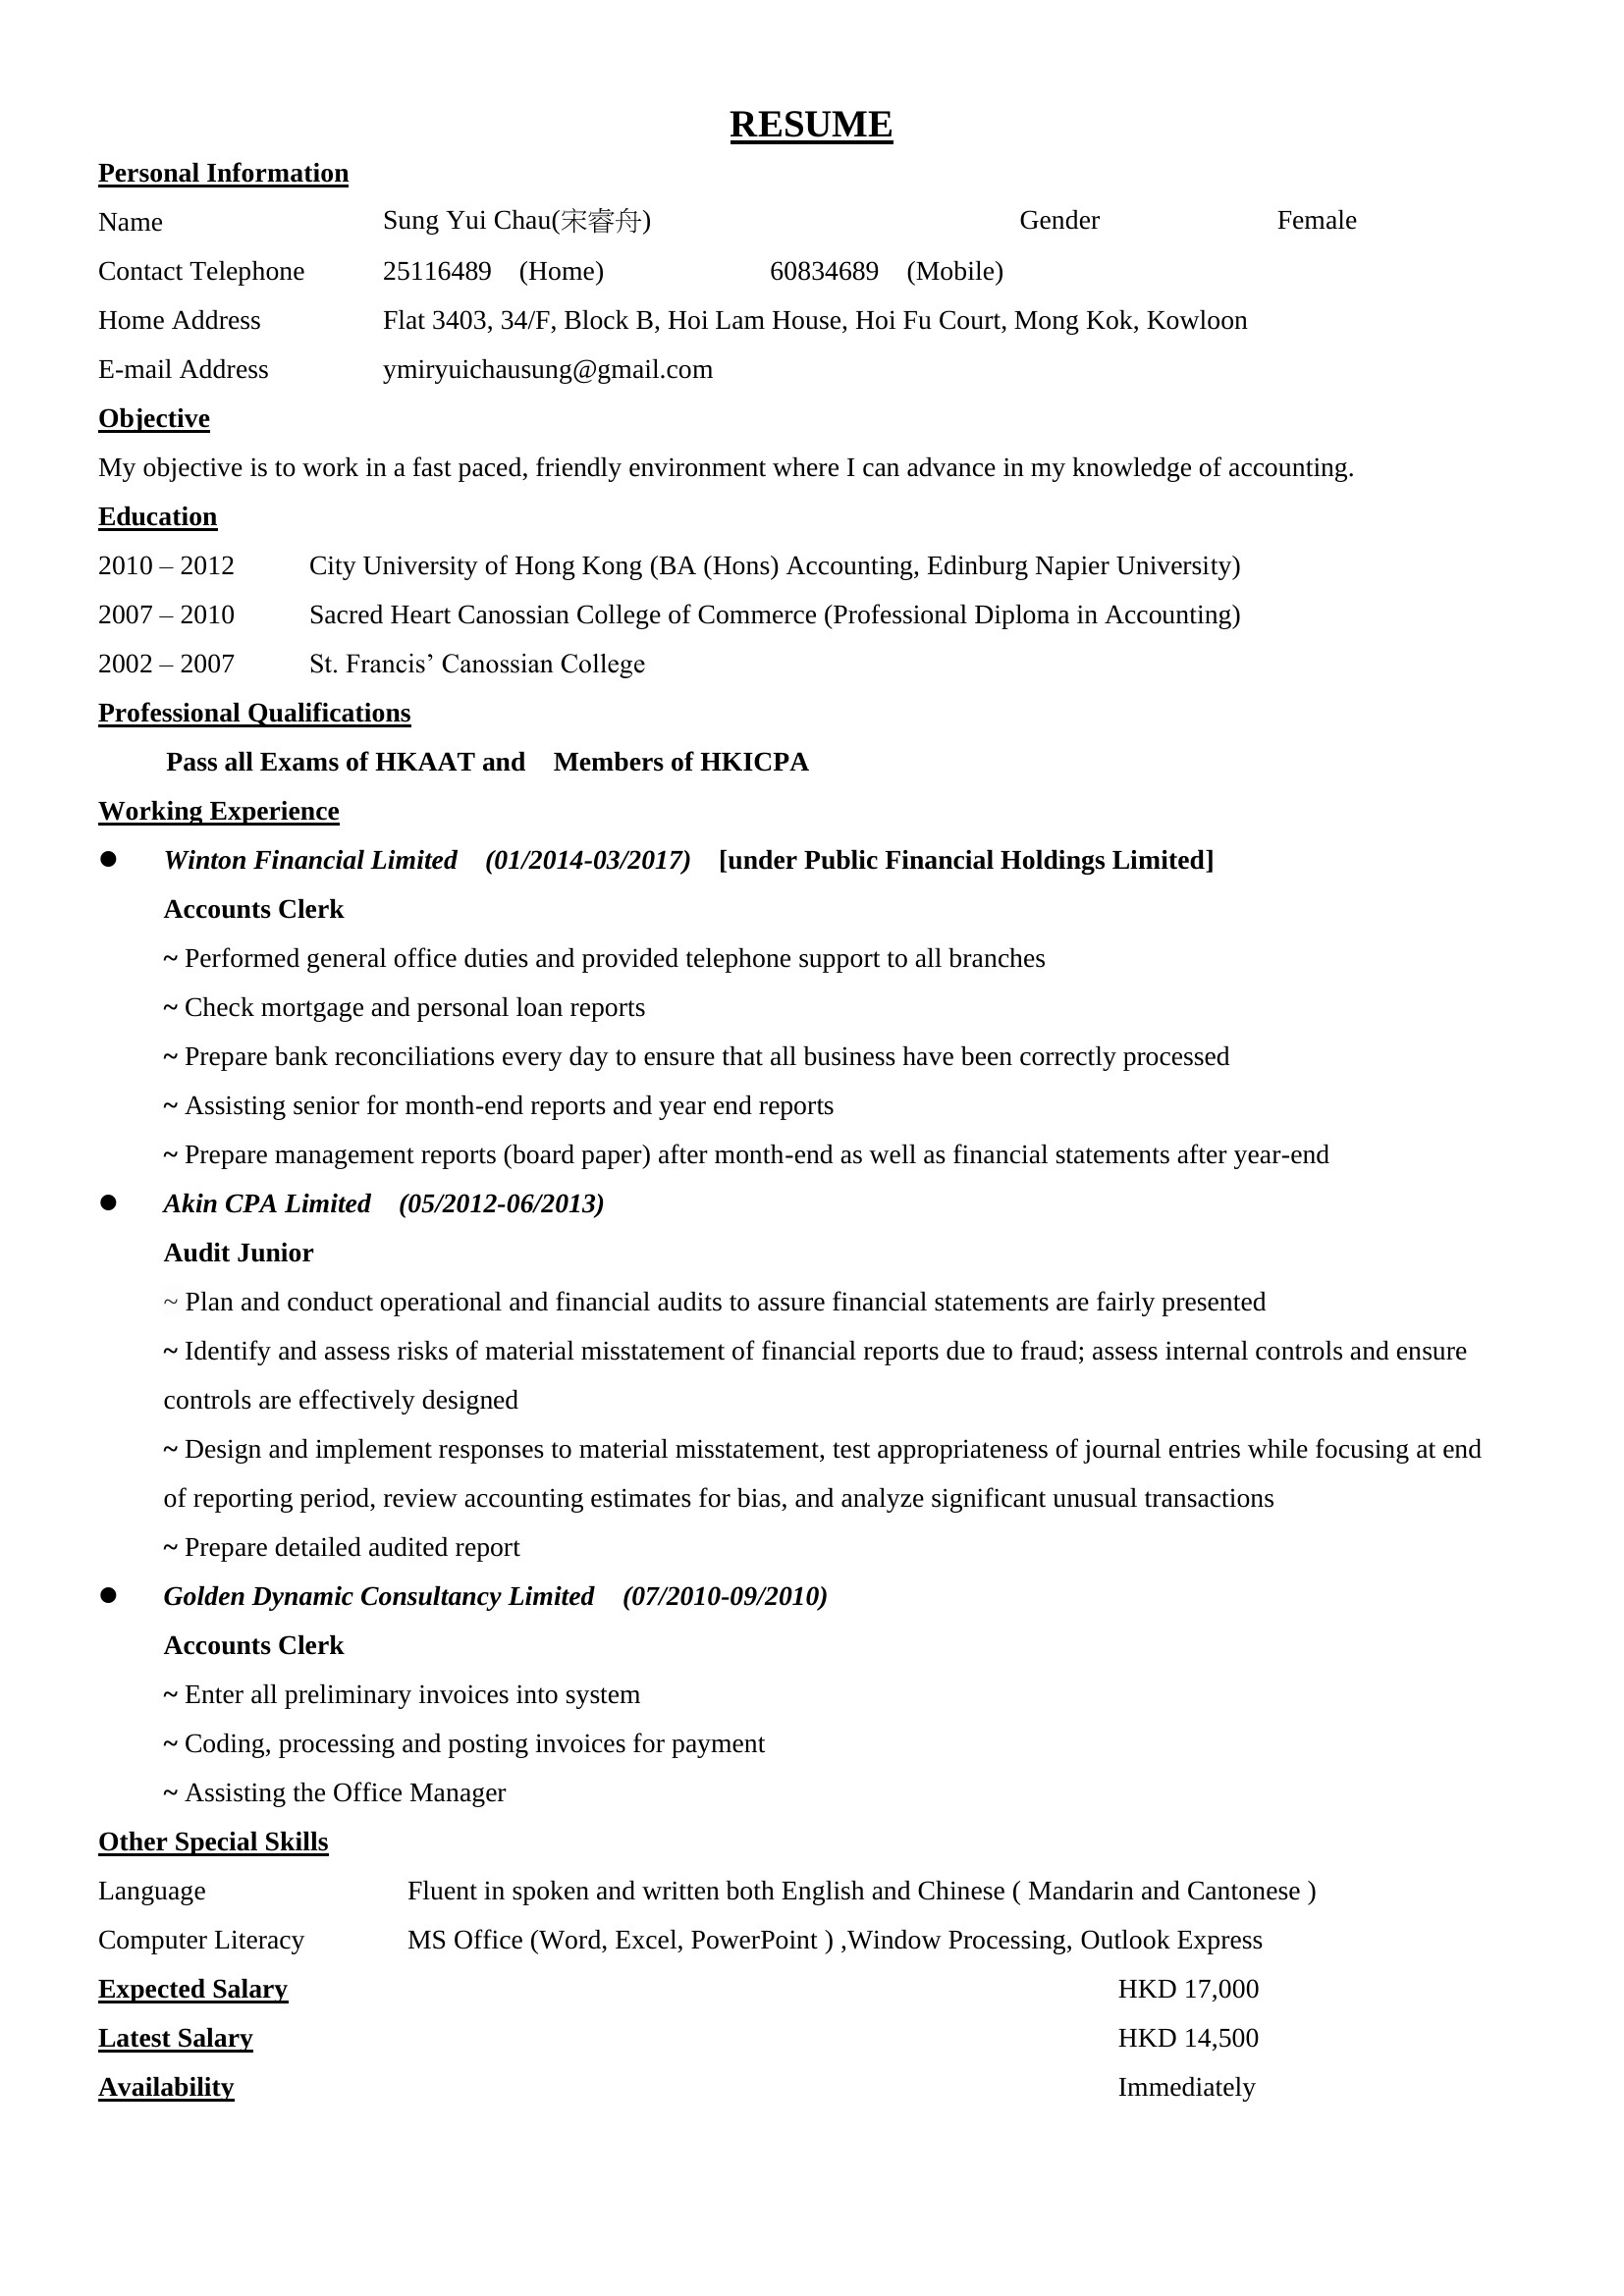 RESUME
Personal Information
Name Sung Yui Chau(宋睿舟) Gender Female
Contact Telephone 25116489 (Home) 60834689 (Mobile)
Home Address Flat 3403, 34/F, Block B, Hoi Lam House, Hoi Fu Court, Mong Kok, Kowloon
E-mail Address ymiryuichausung@gmail.com
Objective
My objective is to work in a fast paced, friendly environment where I can advance in my knowledge of accounting.
Education
2010 – 2012 City University of Hong Kong (BA (Hons) Accounting, Edinburg Napier University)
2007 – 2010 Sacred Heart Canossian College of Commerce (Professional Diploma in Accounting)
2002 – 2007 St. Francis’ Canossian College
Professional Qualifications
Pass all Exams of HKAAT and Members of HKICPA
Working Experience
● Winton Financial Limited (01/2014-03/2017) [under Public Financial Holdings Limited]
Accounts Clerk
~ Performed general office duties and provided telephone support to all branches
~ Check mortgage and personal loan reports
~ Prepare bank reconciliations every day to ensure that all business have been correctly processed
~ Assisting senior for month-end reports and year end reports
~ Prepare management reports (board paper) after month-end as well as financial statements after year-end
● Akin CPA Limited (05/2012-06/2013)
Audit Junior
~ Plan and conduct operational and financial audits to assure financial statements are fairly presented
~ Identify and assess risks of material misstatement of financial reports due to fraud; assess internal controls and ensure
controls are effectively designed
~ Design and implement responses to material misstatement, test appropriateness of journal entries while focusing at end
of reporting period, review accounting estimates for bias, and analyze significant unusual transactions
~ Prepare detailed audited report
● Golden Dynamic Consultancy Limited (07/2010-09/2010)
Accounts Clerk
~ Enter all preliminary invoices into system
~ Coding, processing and posting invoices for payment
~ Assisting the Office Manager
Other Special Skills
Language Fluent in spoken and written both English and Chinese ( Mandarin and Cantonese )
Computer Literacy MS Office (Word, Excel, PowerPoint ) ,Window Processing, Outlook Express
Expected Salary HKD 17,000
Latest Salary HKD 14,500
Availability Immediately